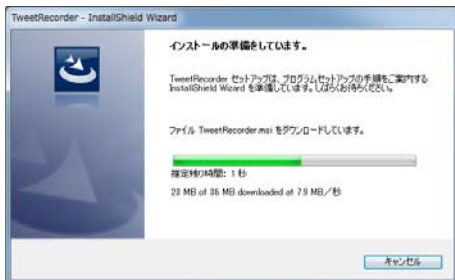 TweetRecorder - InstallShield Wizard
インストールの準備をしています。
TweetRecorder セットアップは、プログラムセットアップの手順をご案内する
InstallShield Wizard を準備しています。しばらくお待ちください。
ファイル TweetRecorder.msi をダウンロードしています。
推定残り時間: 1 秒
23 MB of 36 MB downloaded at 7.9 MB/秒
キャンセル